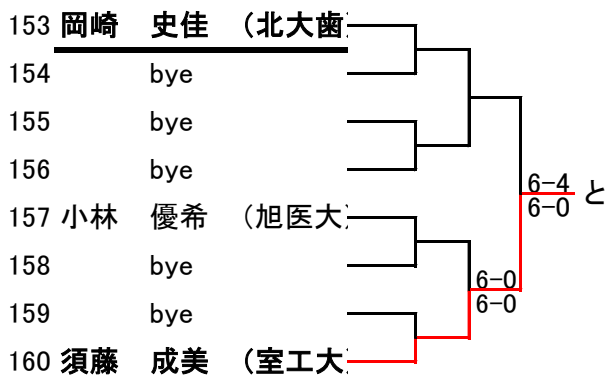 153 岡崎 史佳 (北大歯)
154 bye
155 bye
156 bye
6-4
6-0 と
157 小林 優希 (旭医大)
158 bye
6-0
6-0
159 bye
160 須藤 成美 (室工大)